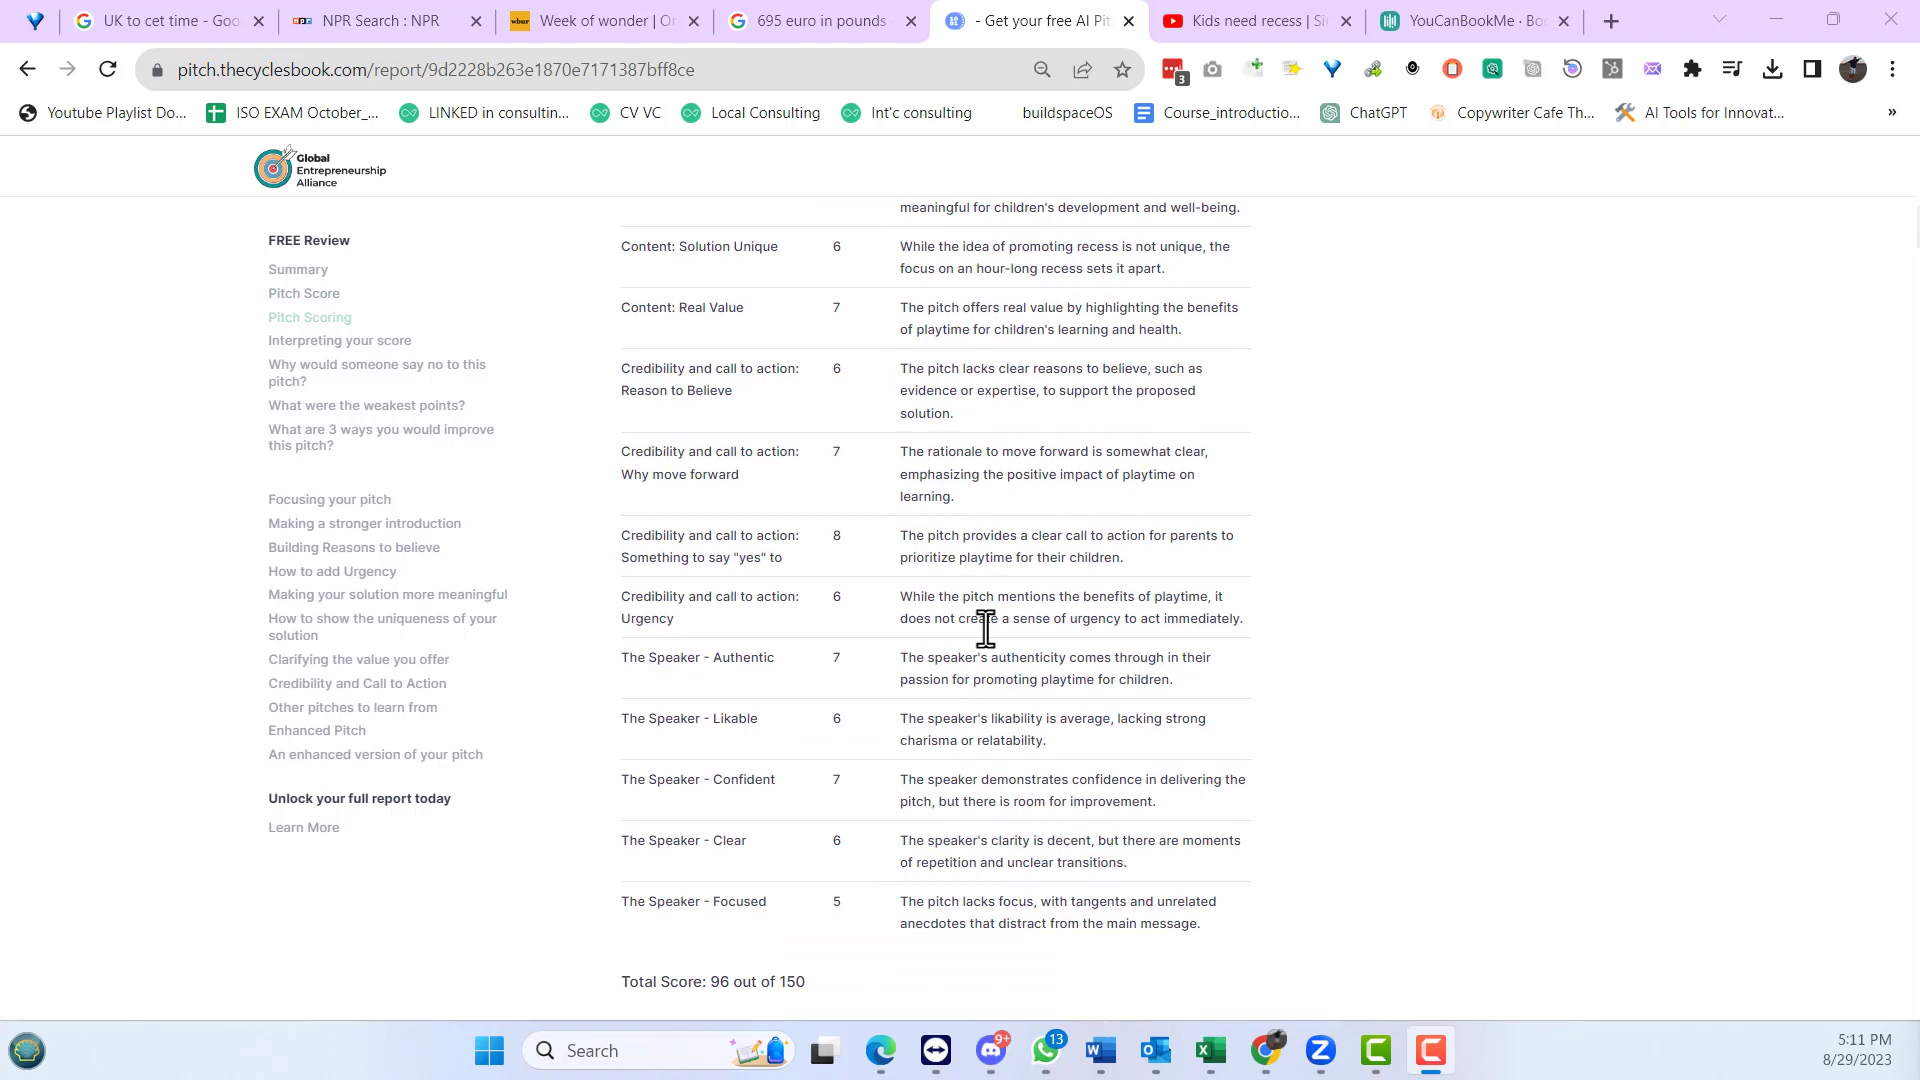 UK to cet time - Goo
NPR Search : NPR
wbur
Week of wonder | Or
695 euro in pounds -
- Get your free AI Pit
Kids need recess | Sir
YouCanBookMe · Boo
pitch.thecyclesbook.com/report/9d2228b263e1870e7171387bff8ce
3
Youtube Playlist Do...
ISO EXAM October_...
LINKED in consultin...
CV VC
Local Consulting
Int'c consulting
buildspaceOS
Course_introductio...
ChatGPT
Copywriter Cafe Th...
AI Tools for Innovat...
»
Global
Entrepreneurship
Alliance
FREE Review
Summary
Pitch Score
Pitch Scoring
Interpreting your score
Why would someone say no to this
pitch?
What were the weakest points?
What are 3 ways you would improve
this pitch?
Focusing your pitch
Making a stronger introduction
Building Reasons to believe
How to add Urgency
Making your solution more meaningful
How to show the uniqueness of your
solution
Clarifying the value you offer
Credibility and Call to Action
Other pitches to learn from
Enhanced Pitch
An enhanced version of your pitch
Unlock your full report today
Learn More
meaningful for children's development and well-being.
Content: Solution Unique 6 While the idea of promoting recess is not unique, the
focus on an hour-long recess sets it apart.
Content: Real Value 7 The pitch offers real value by highlighting the benefits
of playtime for children's learning and health.
Credibility and call to action: 6 The pitch lacks clear reasons to believe, such as
Reason to Believe evidence or expertise, to support the proposed
solution.
Credibility and call to action: 7 The rationale to move forward is somewhat clear,
Why move forward emphasizing the positive impact of playtime on
learning.
Credibility and call to action: 8 The pitch provides a clear call to action for parents to
Something to say "yes" to prioritize playtime for their children.
Credibility and call to action: 6 While the pitch mentions the benefits of playtime, it
Urgency does not create a sense of urgency to act immediately.
The Speaker - Authentic 7 The speaker's authenticity comes through in their
passion for promoting playtime for children.
The Speaker - Likable 6 The speaker's likability is average, lacking strong
charisma or relatability.
The Speaker - Confident 7 The speaker demonstrates confidence in delivering the
pitch, but there is room for improvement.
The Speaker - Clear 6 The speaker's clarity is decent, but there are moments
of repetition and unclear transitions.
The Speaker - Focused 5 The pitch lacks focus, with tangents and unrelated
anecdotes that distract from the main message.
Total Score: 96 out of 150
Search
9+
13
5:11 PM
8/29/2023